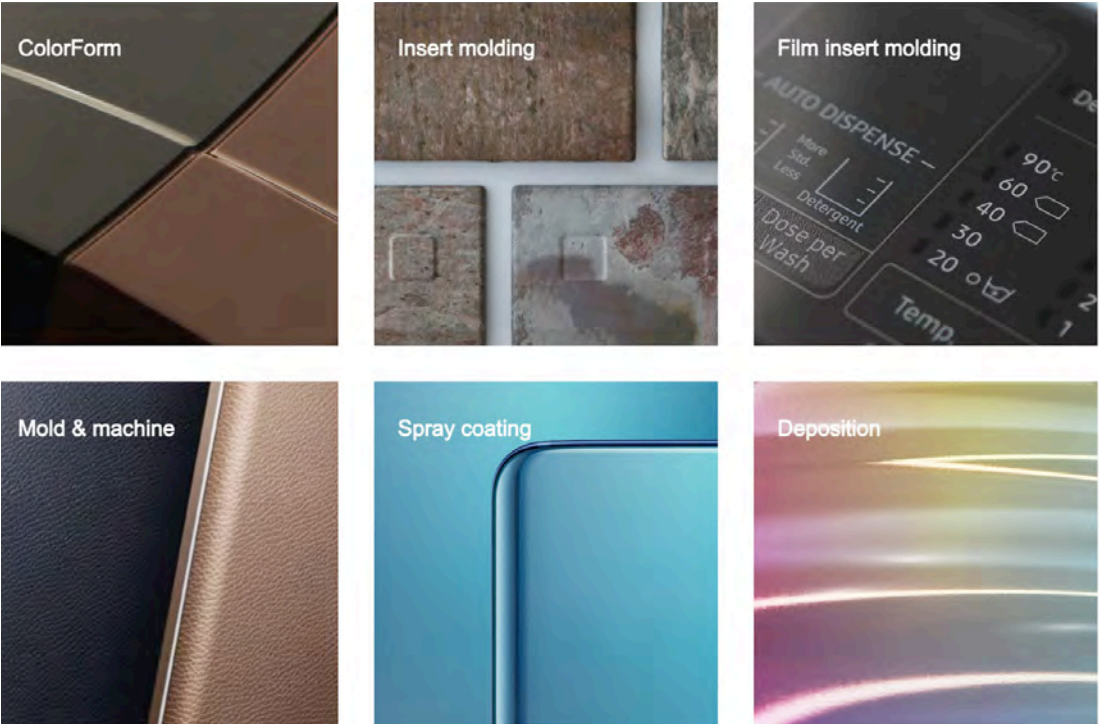 ColorForm
Insert molding
Film insert molding
AUTO DISPENSE
More
Std.
Less
Detergent
Dose per
Wash
90℃
60
40
30
20
Temp.
2
1
Mold & machine
Spray coating
Deposition